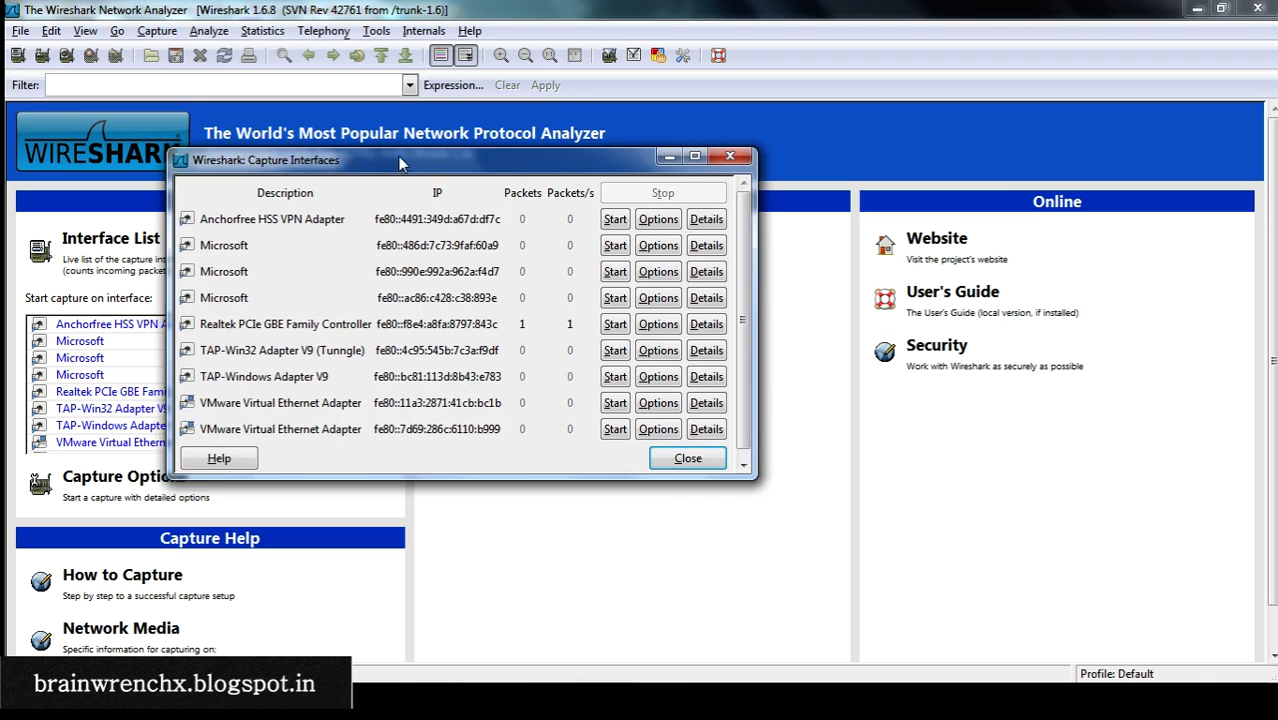 The Wireshark Network Analyzer [Wireshark 1.6.8 (SVN Rev 42761 from /trunk-1.6)]
File Edit View Go Capture Analyze Statistics Telephony Tools Internals Help
Filter: Expression... Clear Apply
WIRESHARK
The World's Most Popular Network Protocol Analyzer
Wireshark: Capture Interfaces
Description IP Packets Packets/s Stop
Anchorfree HSS VPN Adapter fe80::4491:349d:a67d:df7c 0 0 Start Options Details
Microsoft fe80::486d:7c73:9faf:60a9 0 0 Start Options Details
Microsoft fe80::990e:992a:962a:f4d7 0 0 Start Options Details
Microsoft fe80::ac86:c428:c38:893e 0 0 Start Options Details
Realtek PCIe GBE Family Controller fe80::f8e4:a8fa:8797:843c 1 1 Start Options Details
TAP-Win32 Adapter V9 (Tunngle) fe80::4c95:545b:7c3a:f9df 0 0 Start Options Details
TAP-Windows Adapter V9 fe80::bc81:113d:8b43:e783 0 0 Start Options Details
VMware Virtual Ethernet Adapter fe80::11a3:2871:41cb:bc1b 0 0 Start Options Details
VMware Virtual Ethernet Adapter fe80::7d69:286c:6110:b999 0 0 Start Options Details
Help Close
Interface List
Live list of the capture
(counts incoming
Start capture on interface:
Anchorfree HSS VPN A
Microsoft
Microsoft
Microsoft
Realtek PCIe GBE Fami
TAP-Win32 Adapter V9
TAP-Windows Adapter
VMware Virtual Ethern
Capture Optio
Start a capture with detailed options
Capture Help
How to Capture
Step by step to a successful capture setup
Network Media
Specific information for capturing on:
Online
Website
Visit the project's website
User's Guide
The User's Guide (local version, if installed)
Security
Work with Wireshark as securely as possible
Profile: Default
brainwrenchx.blogspot.in